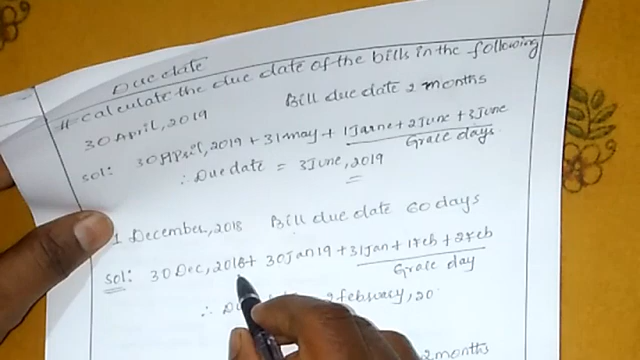 Due date
11 calculate the due date of the bills in the following
30 April, 2019 Bill due date 2 months
Sol: 30 April, 2019 + 31 may + 1 June + 2 June + 3 June
Grace days
∴ Due date = 3 June, 2019
1 December, 2018 Bill due date 60 days
Sol: 30 Dec, 2018 + 30 Jan 19 + 31 Jan + 1 Feb + 2 Feb
Grace day
∴ 2 february, 20
2 months